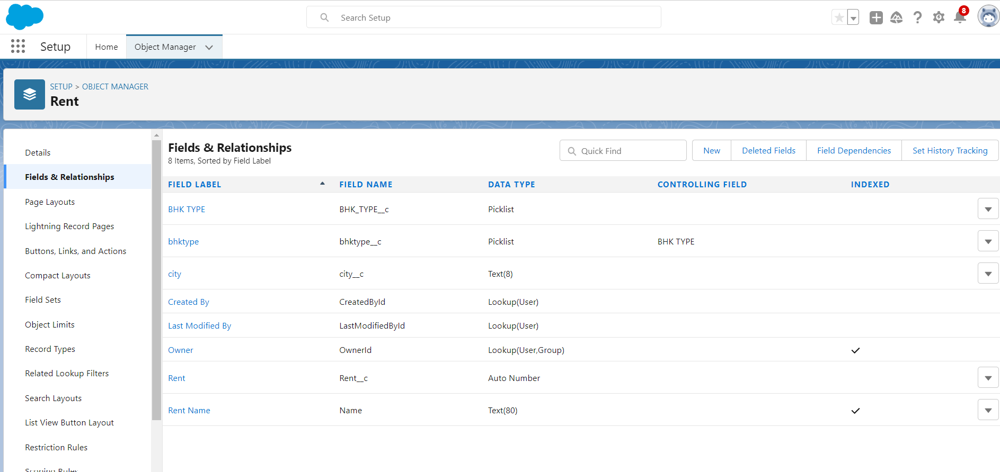 Search Setup
8
Setup
Home
Object Manager
SETUP > OBJECT MANAGER
Rent
Details
Fields & Relationships
Page Layouts
Lightning Record Pages
Buttons, Links, and Actions
Compact Layouts
Field Sets
Object Limits
Record Types
Related Lookup Filters
Search Layouts
List View Button Layout
Restriction Rules
Scoping Rules
Fields & Relationships
8 Items, Sorted by Field Label
Quick Find
New
Deleted Fields
Field Dependencies
Set History Tracking
FIELD LABEL FIELD NAME DATA TYPE CONTROLLING FIELD INDEXED
BHK TYPE BHK_TYPE__c Picklist
bhktype bhktype__c Picklist BHK TYPE
city city__c Text(8)
Created By CreatedById Lookup(User)
Last Modified By LastModifiedById Lookup(User)
Owner OwnerId Lookup(User,Group)
Rent Rent__c Auto Number
Rent Name Name Text(80)